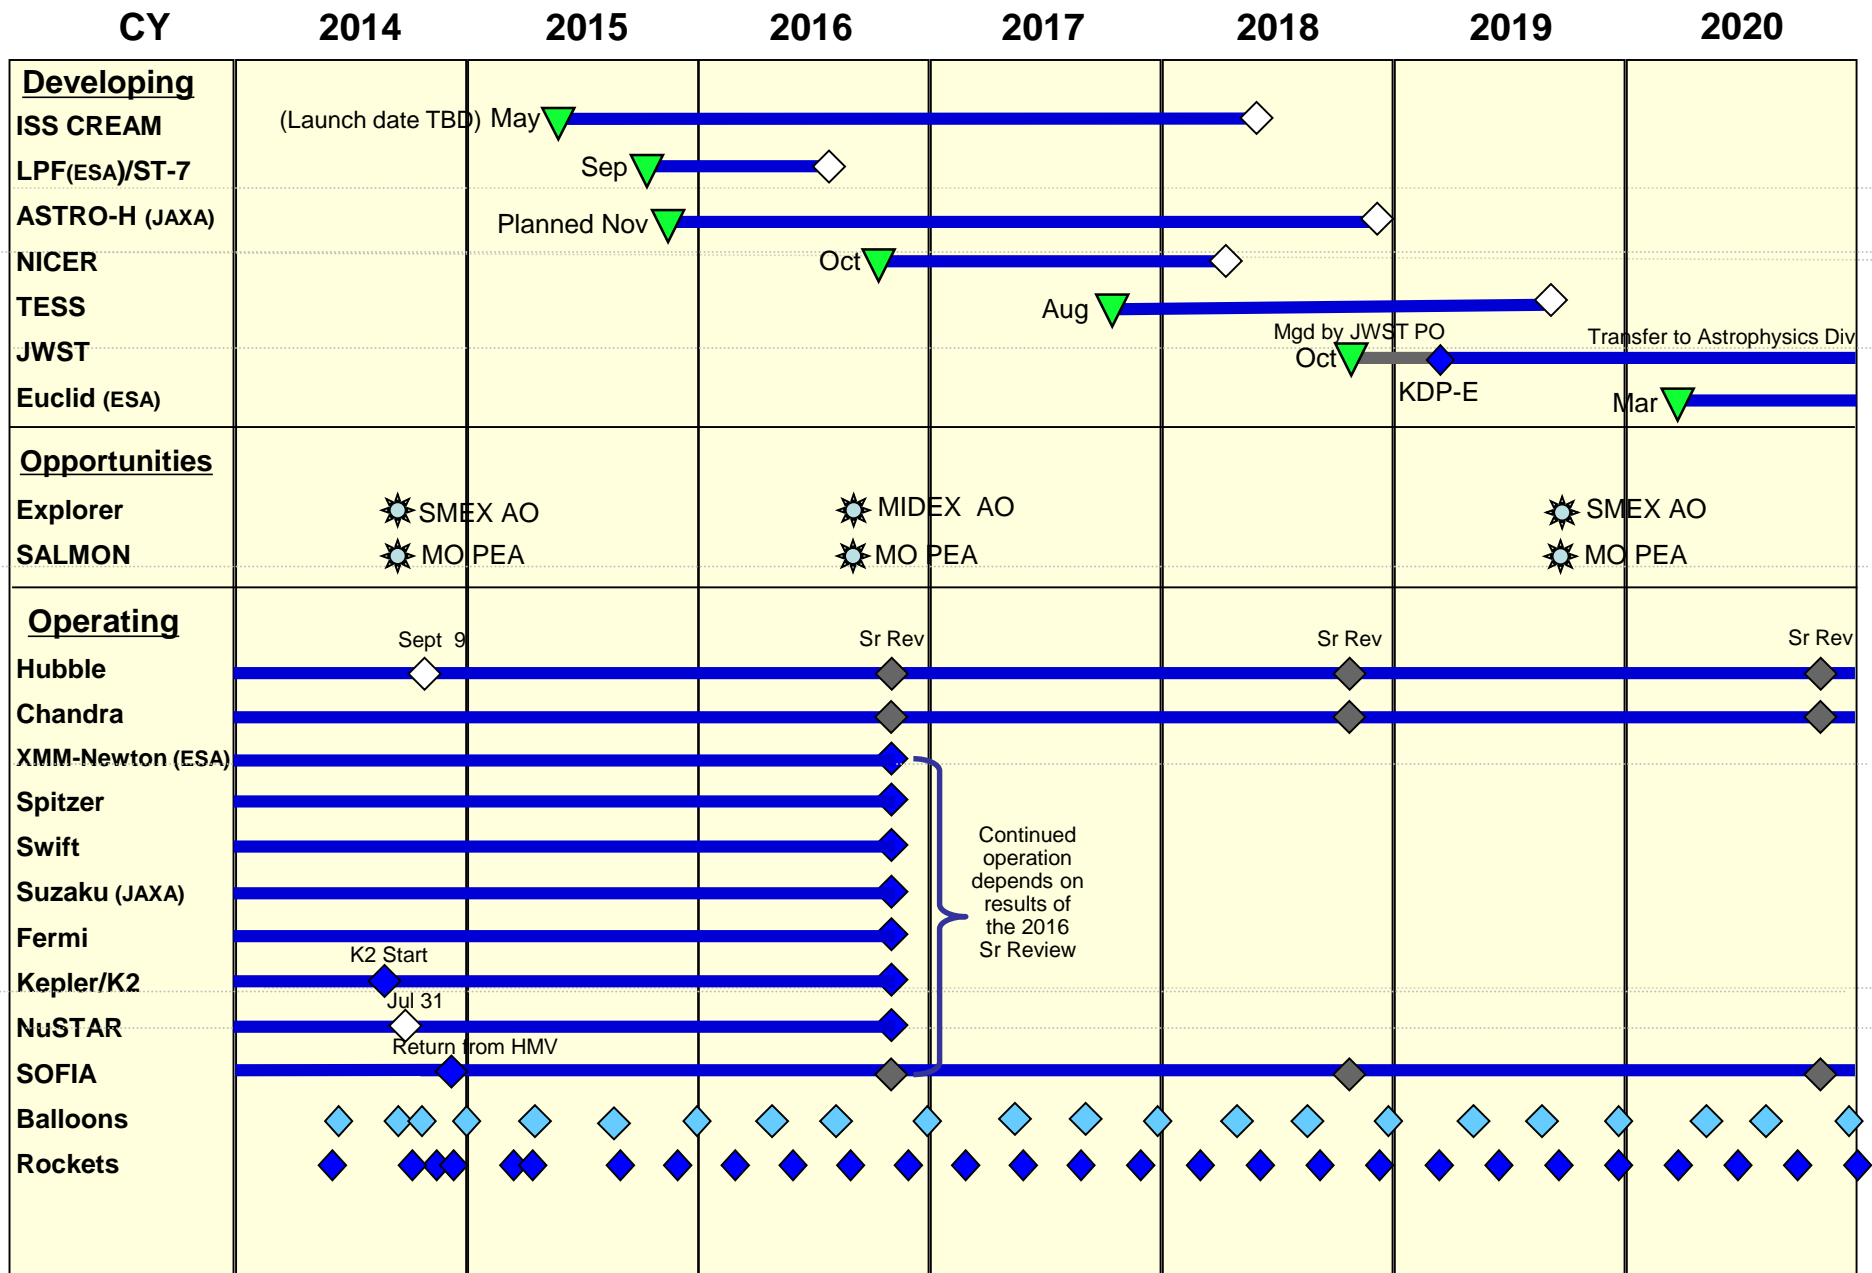 CY 2014 2015 2016 2017 2018 2019 2020
Developing
ISS CREAM (Launch date TBD) May
LPF(ESA)/ST-7 Sep
ASTRO-H (JAXA) Planned Nov
NICER Oct
TESS Aug
Mgd by JWST PO Transfer to Astrophysics Div
JWST Oct
KDP-E
Euclid (ESA) Mar
Opportunities
Explorer SMEX AO MIDEX AO SMEX AO
SALMON MO PEA MO PEA MO PEA
Operating
Sept 9 Sr Rev Sr Rev Sr Rev
Hubble
Chandra
XMM-Newton (ESA)
Spitzer
Swift
Suzaku (JAXA)
Fermi
Continued
operation
depends on
results of
the 2016
Sr Review
K2 Start
Kepler/K2
Jul 31
NuSTAR
Return from HMV
SOFIA
Balloons
Rockets